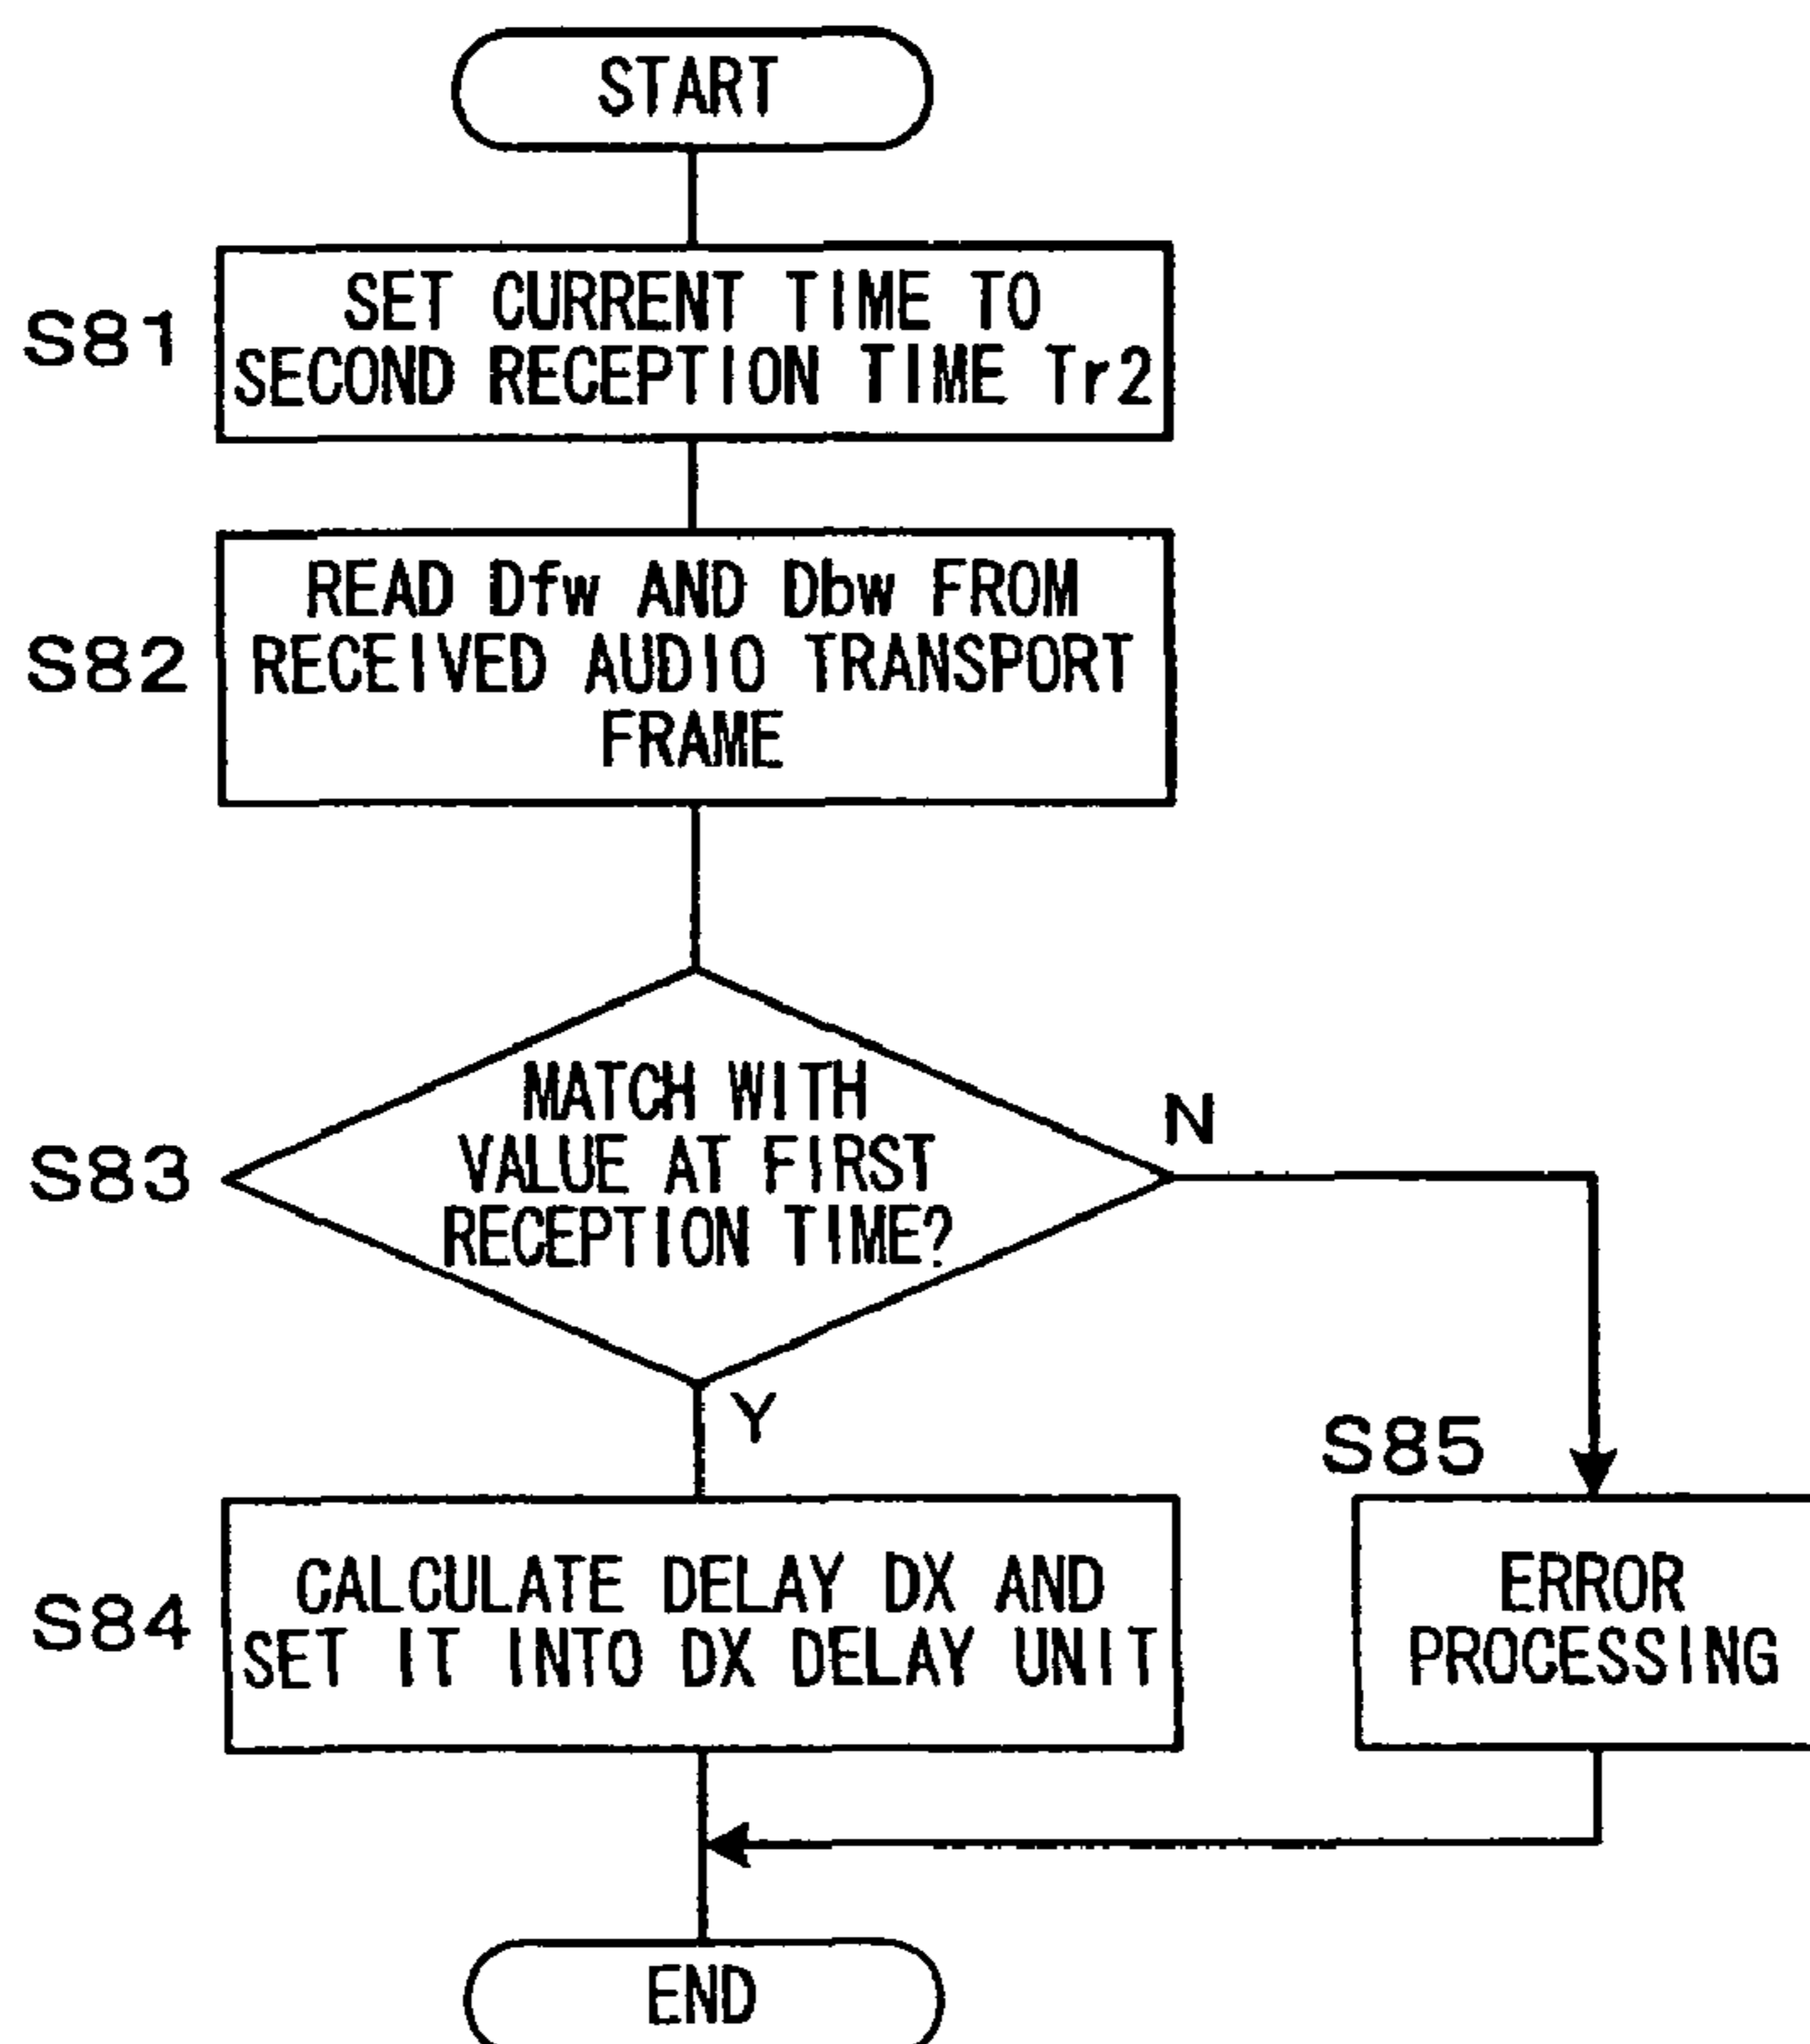 START
S81
SET CURRENT TIME TO
SECOND RECEPTION TIME Tr2
S82
READ Dfw AND Dbw FROM
RECEIVED AUDIO TRANSPORT
FRAME
S83
MATCH WITH
VALUE AT FIRST
RECEPTION TIME?
N
Y
S84
CALCULATE DELAY DX AND
SET IT INTO DX DELAY UNIT
S85
ERROR
PROCESSING
END